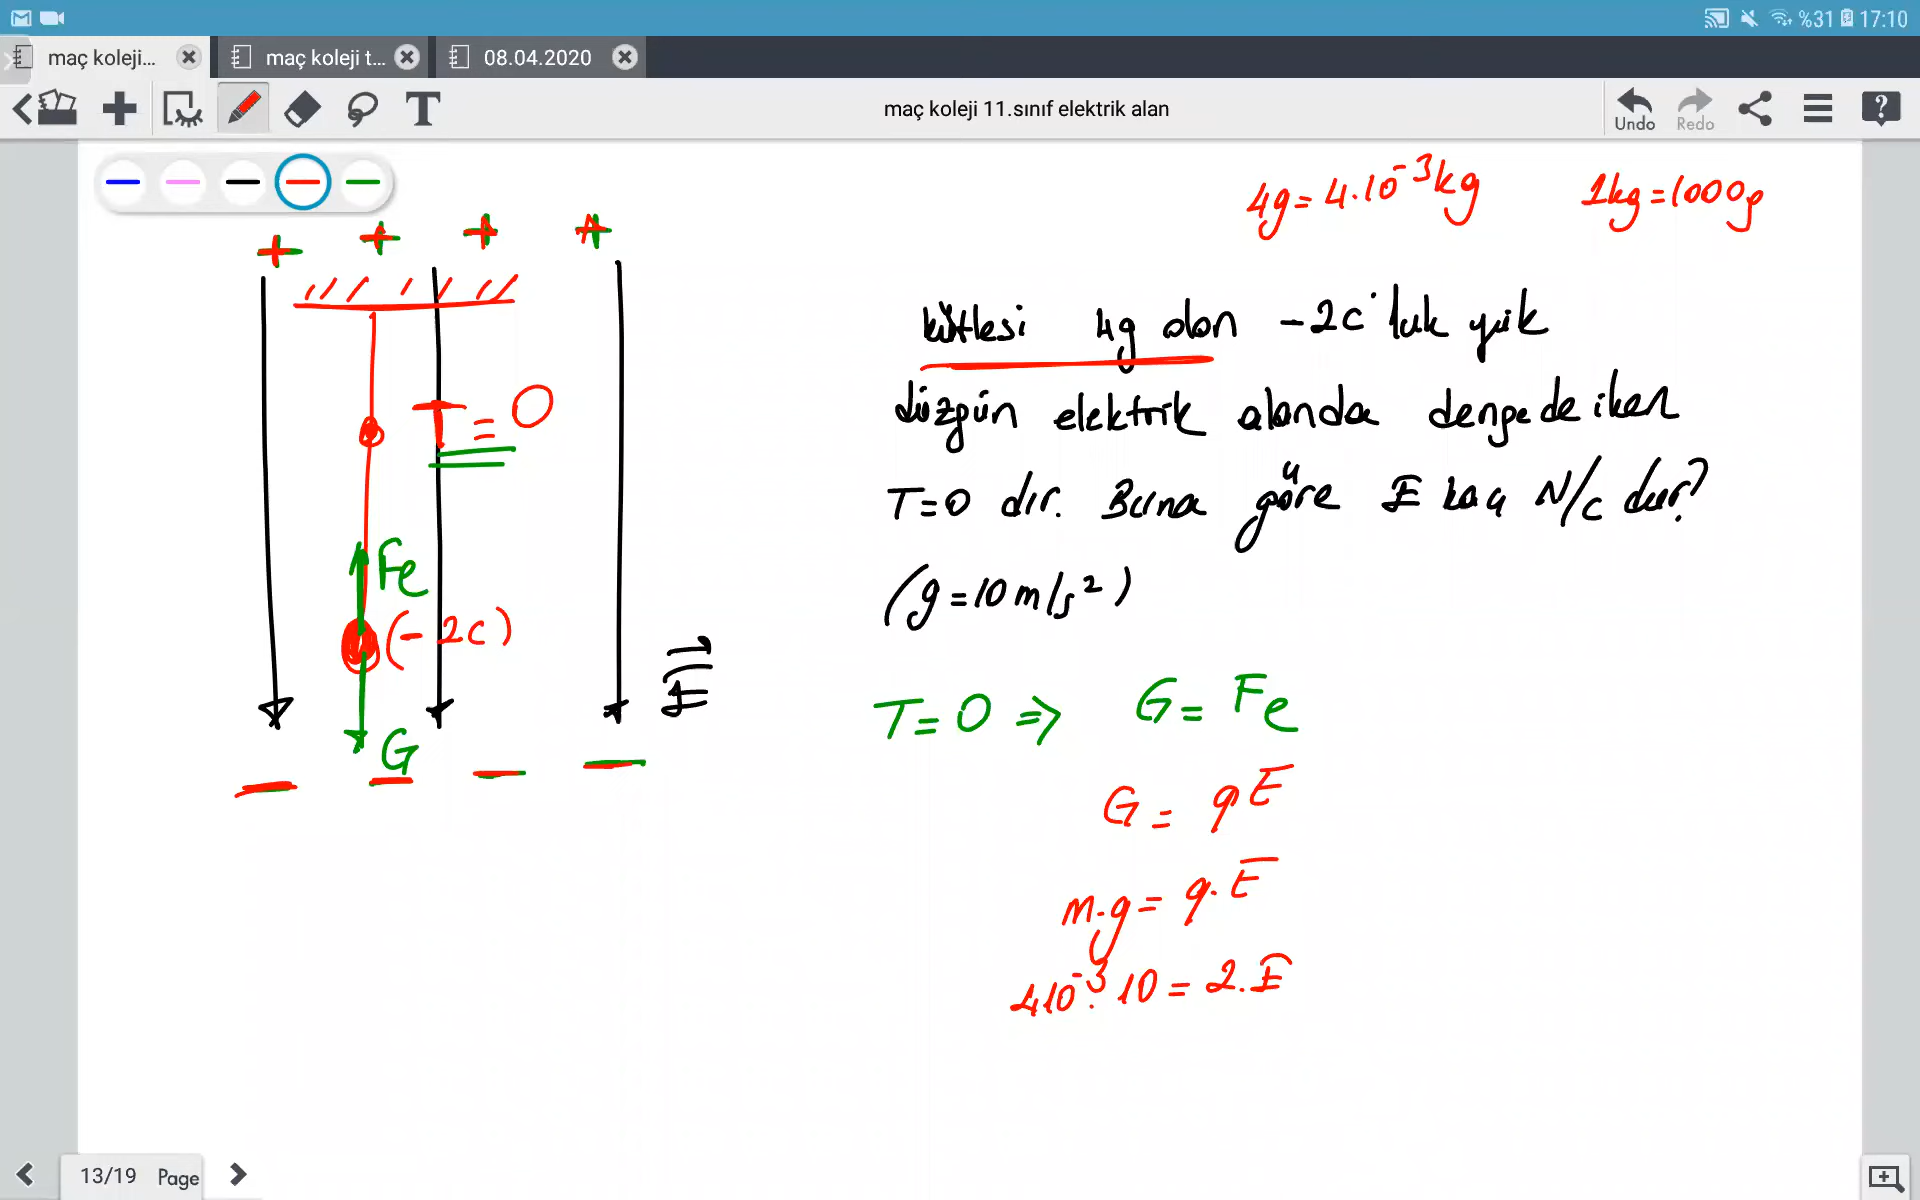 %31 17:10
maç koleji...
maç koleji t...
08.04.2020
T
maç koleji 11.sınıf elektrik alan
Undo
Redo
?
4g = 4.10⁻³kg
1kg = 1000g
+ + + +
kütlesi 4g olan -2C'luk yük
düzgün elektrik alanda dengede iken
T=0 dır. Buna göre E kaç N/C dur?
(g=10 m/s²)
T = 0
Fe
(-2C)
E
G
T=0 ⇒ G = Fe
G = qE
m.g = q.E
4.10⁻³.10 = 2.E
13/19 Page